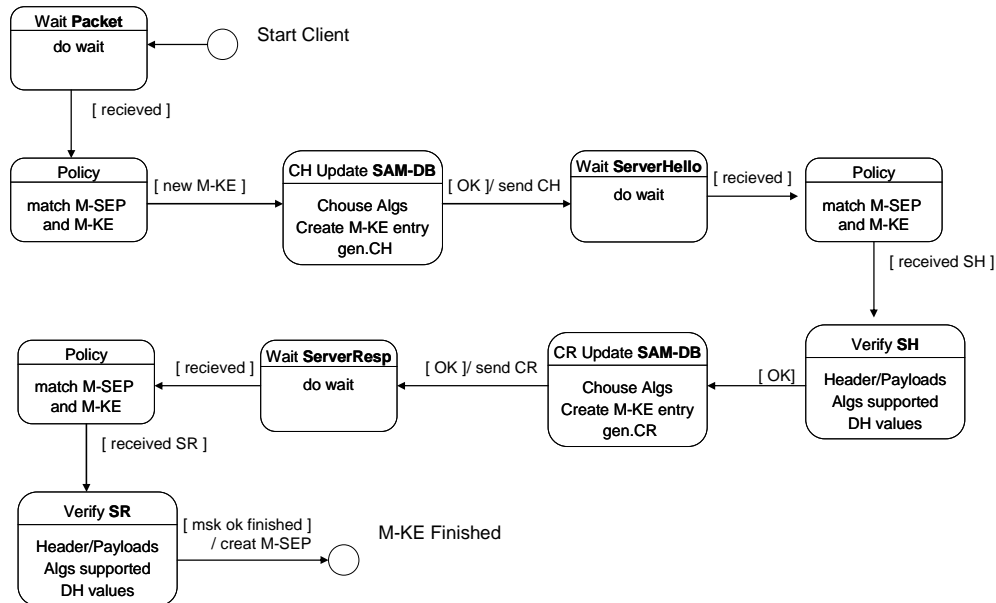 Wait Packet
do wait
Start Client
[ recieved ]
Policy
match M-SEP
and M-KE
[ new M-KE ]
CH Update SAM-DB
Chouse Algs
Create M-KE entry
gen.CH
[ OK ]/ send CH
Wait ServerHello
do wait
[ recieved ]
Policy
match M-SEP
and M-KE
[ received SH ]
Verify SH
Header/Payloads
Algs supported
DH values
[ OK]
CR Update SAM-DB
Chouse Algs
Create M-KE entry
gen.CR
[ OK ]/ send CR
Wait ServerResp
do wait
[ recieved ]
Policy
match M-SEP
and M-KE
[ received SR ]
Verify SR
Header/Payloads
Algs supported
DH values
[ msk ok finished ]
/ creat M-SEP
M-KE Finished